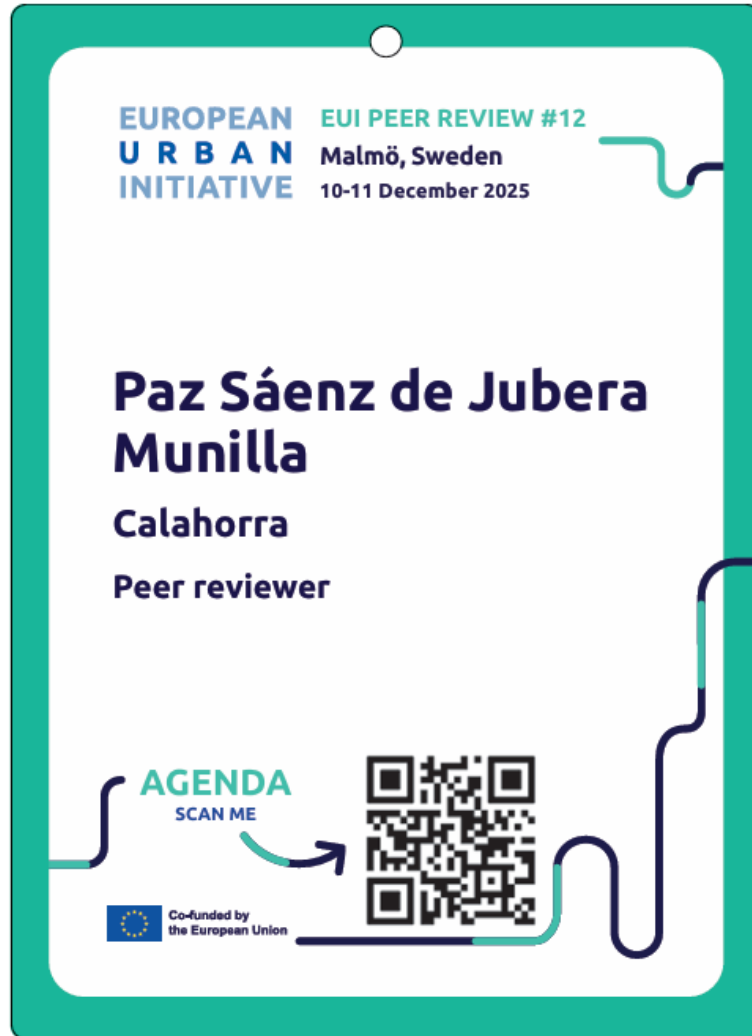 EUROPEAN
URBAN
INITIATIVE
EUI PEER REVIEW #12
Malmö, Sweden
10-11 December 2025
Paz Sáenz de Jubera
Munilla
Calahorra
Peer reviewer
AGENDA
SCAN ME
Co-funded by
the European Union